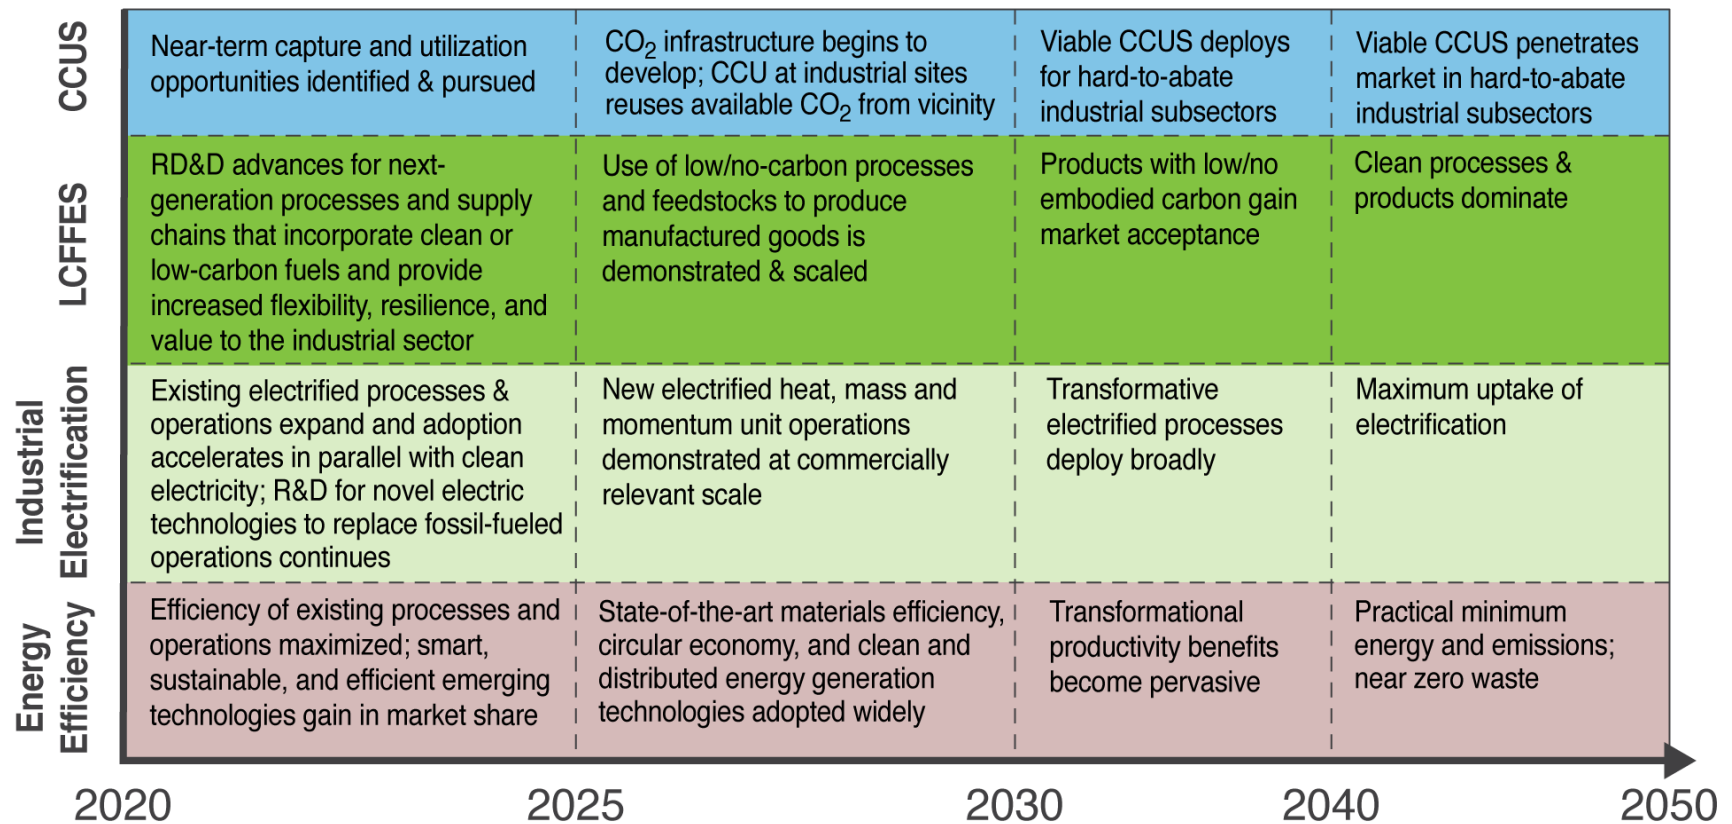 CCUS
Near-term capture and utilization
opportunities identified & pursued
CO2 infrastructure begins to
develop; CCU at industrial sites
reuses available CO2 from vicinity
Viable CCUS deploys
for hard-to-abate
industrial subsectors
Viable CCUS penetrates
market in hard-to-abate
industrial subsectors
LCFFES
RD&D advances for next-
generation processes and supply
chains that incorporate clean or
low-carbon fuels and provide
increased flexibility, resilience, and
value to the industrial sector
Use of low/no-carbon processes
and feedstocks to produce
manufactured goods is
demonstrated & scaled
Products with low/no
embodied carbon gain
market acceptance
Clean processes &
products dominate
Industrial
Electrification
Existing electrified processes &
operations expand and adoption
accelerates in parallel with clean
electricity; R&D for novel electric
technologies to replace fossil-fueled
operations continues
New electrified heat, mass and
momentum unit operations
demonstrated at commercially
relevant scale
Transformative
electrified processes
deploy broadly
Maximum uptake of
electrification
Energy
Efficiency
Efficiency of existing processes and
operations maximized; smart,
sustainable, and efficient emerging
technologies gain in market share
State-of-the-art materials efficiency,
circular economy, and clean and
distributed energy generation
technologies adopted widely
Transformational
productivity benefits
become pervasive
Practical minimum
energy and emissions;
near zero waste
2020
2025
2030
2040
2050